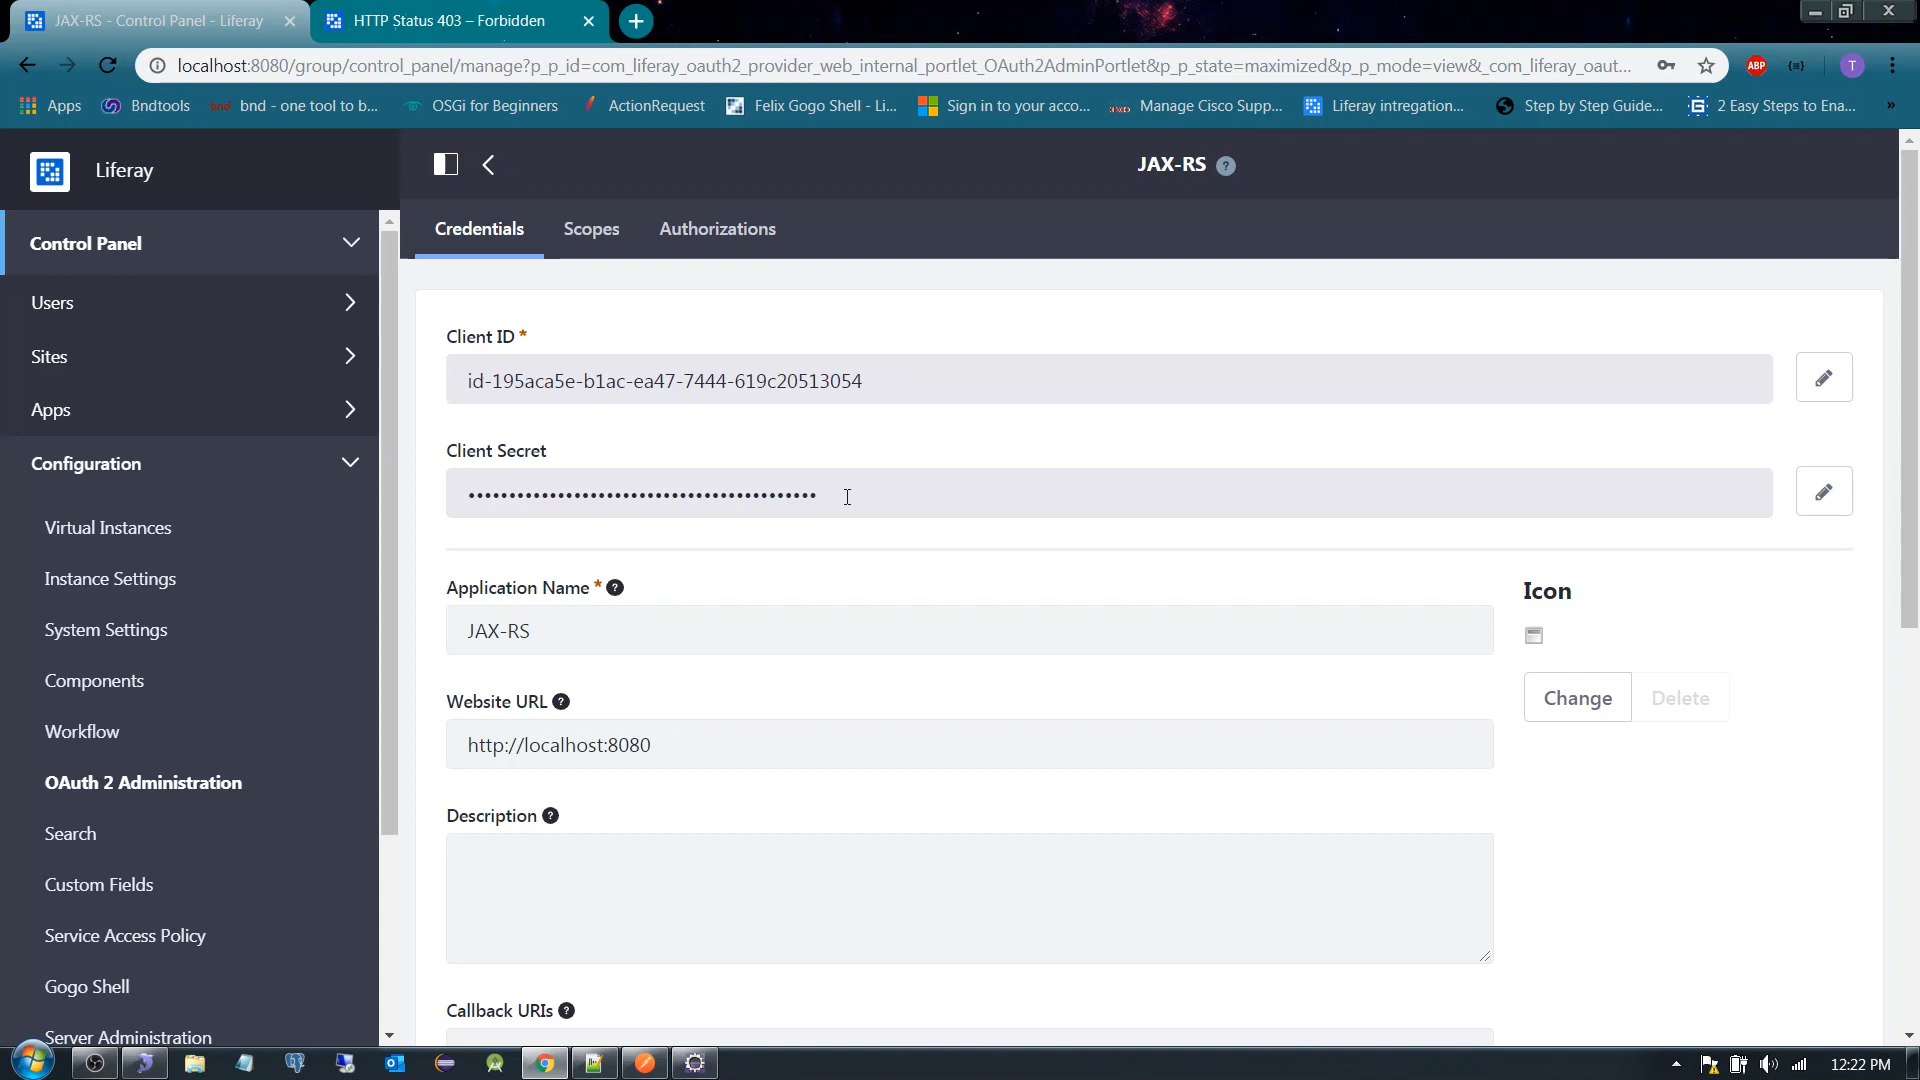 JAX-RS - Control Panel - Liferay
HTTP Status 403 – Forbidden
localhost:8080/group/control_panel/manage?p_p_id=com_liferay_oauth2_provider_web_internal_portlet_OAuth2AdminPortlet&p_p_state=maximized&p_p_mode=view&_com_liferay_oaut...
ABP
T
Apps
Bndtools
bnd - one tool to b...
OSGi for Beginners
ActionRequest
Felix Gogo Shell - Li...
Sign in to your acco...
Manage Cisco Supp...
Liferay intregation...
Step by Step Guide...
2 Easy Steps to Ena...
»
Liferay
JAX-RS ?
Credentials
Scopes
Authorizations
Control Panel
Users
Sites
Apps
Configuration
Virtual Instances
Instance Settings
System Settings
Components
Workflow
OAuth 2 Administration
Search
Custom Fields
Service Access Policy
Gogo Shell
Server Administration
Client ID *
id-195aca5e-b1ac-ea47-7444-619c20513054
Client Secret
•••••••••••••••••••••••••••••••••••••••••••
Application Name * ?
JAX-RS
Icon
Website URL ?
http://localhost:8080
Change
Delete
Description ?
Callback URIs ?
12:22 PM